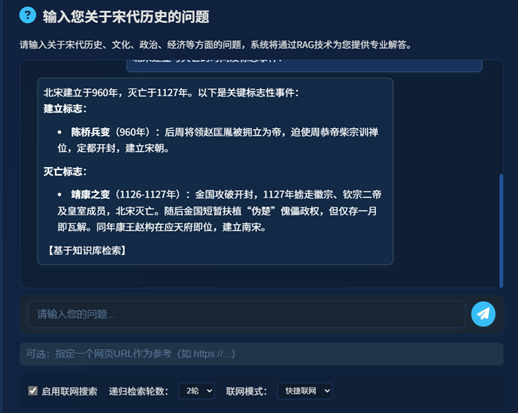 ? 输入您关于宋代历史的问题
请输入关于宋代历史、文化、政治、经济等方面的问题，系统将通过RAG技术为您提供专业解答。
北宋建立于960年，灭亡于1127年。以下是关键标志性事件：
建立标志：
• 陈桥兵变（960年）：后周将领赵匡胤被拥立为帝，迫使周恭帝柴宗训禅
位，定都开封，建立宋朝。
灭亡标志：
• 靖康之变（1126-1127年）：金国攻破开封，1127年掳走徽宗、钦宗二帝
及皇室成员，北宋灭亡。随后金国短暂扶植“伪楚”傀儡政权，但仅存一月
即瓦解。同年康王赵构在应天府即位，建立南宋。
【基于知识库检索】
请输入您的问题...
可选：指定一个网页URL作为参考（如 https://...）
启用联网搜索 递归检索轮数： 2轮 联网模式： 快捷联网